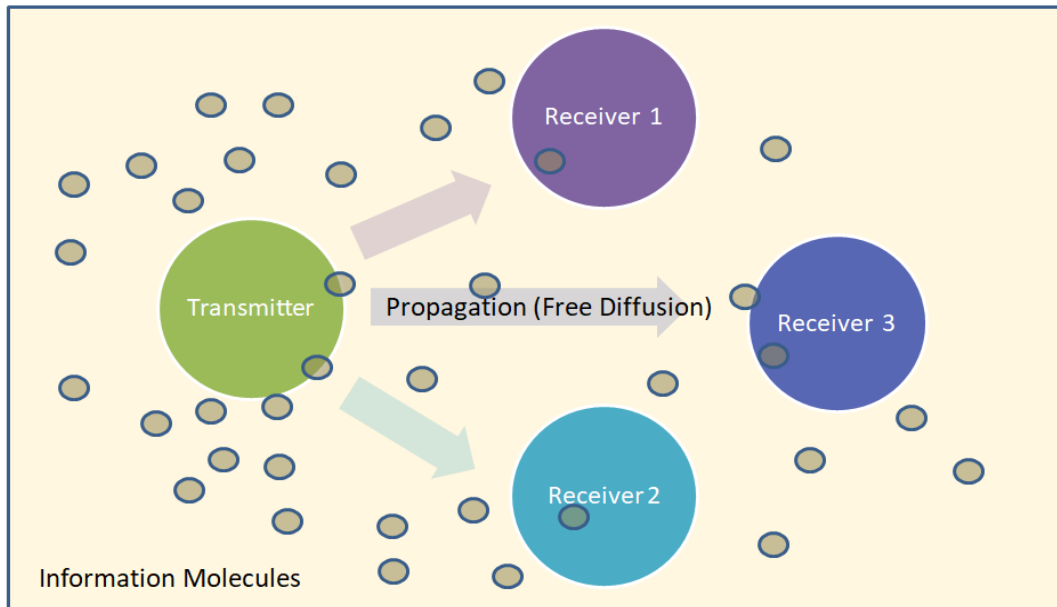 Receiver 1
Transmitter
Propagation (Free Diffusion)
Receiver 3
Receiver 2
Information Molecules